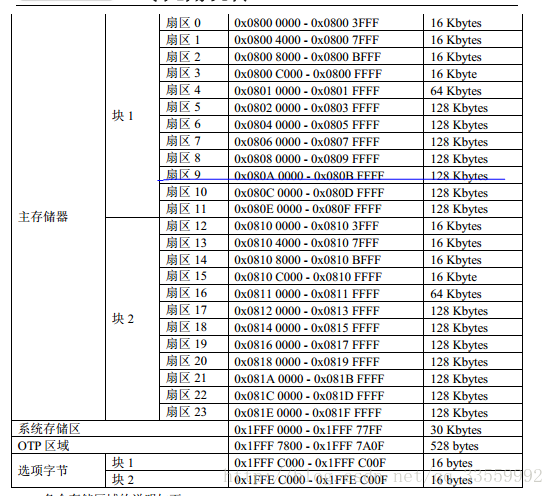 扇区 0 0x0800 0000 - 0x0800 3FFF 16 Kbytes
扇区 1 0x0800 4000 - 0x0800 7FFF 16 Kbytes
扇区 2 0x0800 8000 - 0x0800 BFFF 16 Kbytes
扇区 3 0x0800 C000 - 0x0800 FFFF 16 Kbyte
扇区 4 0x0801 0000 - 0x0801 FFFF 64 Kbytes
扇区 5 0x0802 0000 - 0x0803 FFFF 128 Kbytes
块 1
扇区 6 0x0804 0000 - 0x0805 FFFF 128 Kbytes
扇区 7 0x0806 0000 - 0x0807 FFFF 128 Kbytes
扇区 8 0x0808 0000 - 0x0809 FFFF 128 Kbytes
扇区 9 0x080A 0000 - 0x080B FFFF 128 Kbytes
扇区 10 0x080C 0000 - 0x080D FFFF 128 Kbytes
扇区 11 0x080E 0000 - 0x080F FFFF 128 Kbytes
主存储器
扇区 12 0x0810 0000 - 0x0810 3FFF 16 Kbytes
扇区 13 0x0810 4000 - 0x0810 7FFF 16 Kbytes
扇区 14 0x0810 8000 - 0x0810 BFFF 16 Kbytes
扇区 15 0x0810 C000 - 0x0810 FFFF 16 Kbyte
扇区 16 0x0811 0000 - 0x0811 FFFF 64 Kbytes
扇区 17 0x0812 0000 - 0x0813 FFFF 128 Kbytes
块 2
扇区 18 0x0814 0000 - 0x0815 FFFF 128 Kbytes
扇区 19 0x0816 0000 - 0x0817 FFFF 128 Kbytes
扇区 20 0x0818 0000 - 0x0819 FFFF 128 Kbytes
扇区 21 0x081A 0000 - 0x081B FFFF 128 Kbytes
扇区 22 0x081C 0000 - 0x081D FFFF 128 Kbytes
扇区 23 0x081E 0000 - 0x081F FFFF 128 Kbytes
系统存储区 0x1FFF 0000 - 0x1FFF 77FF 30 Kbytes
OTP 区域 0x1FFF 7800 - 0x1FFF 7A0F 528 bytes
选项字节 块 1 0x1FFF C000 - 0x1FFF C00F 16 bytes
块 2 0x1FFE C000 - 0x1FFE C00F 16 bytes